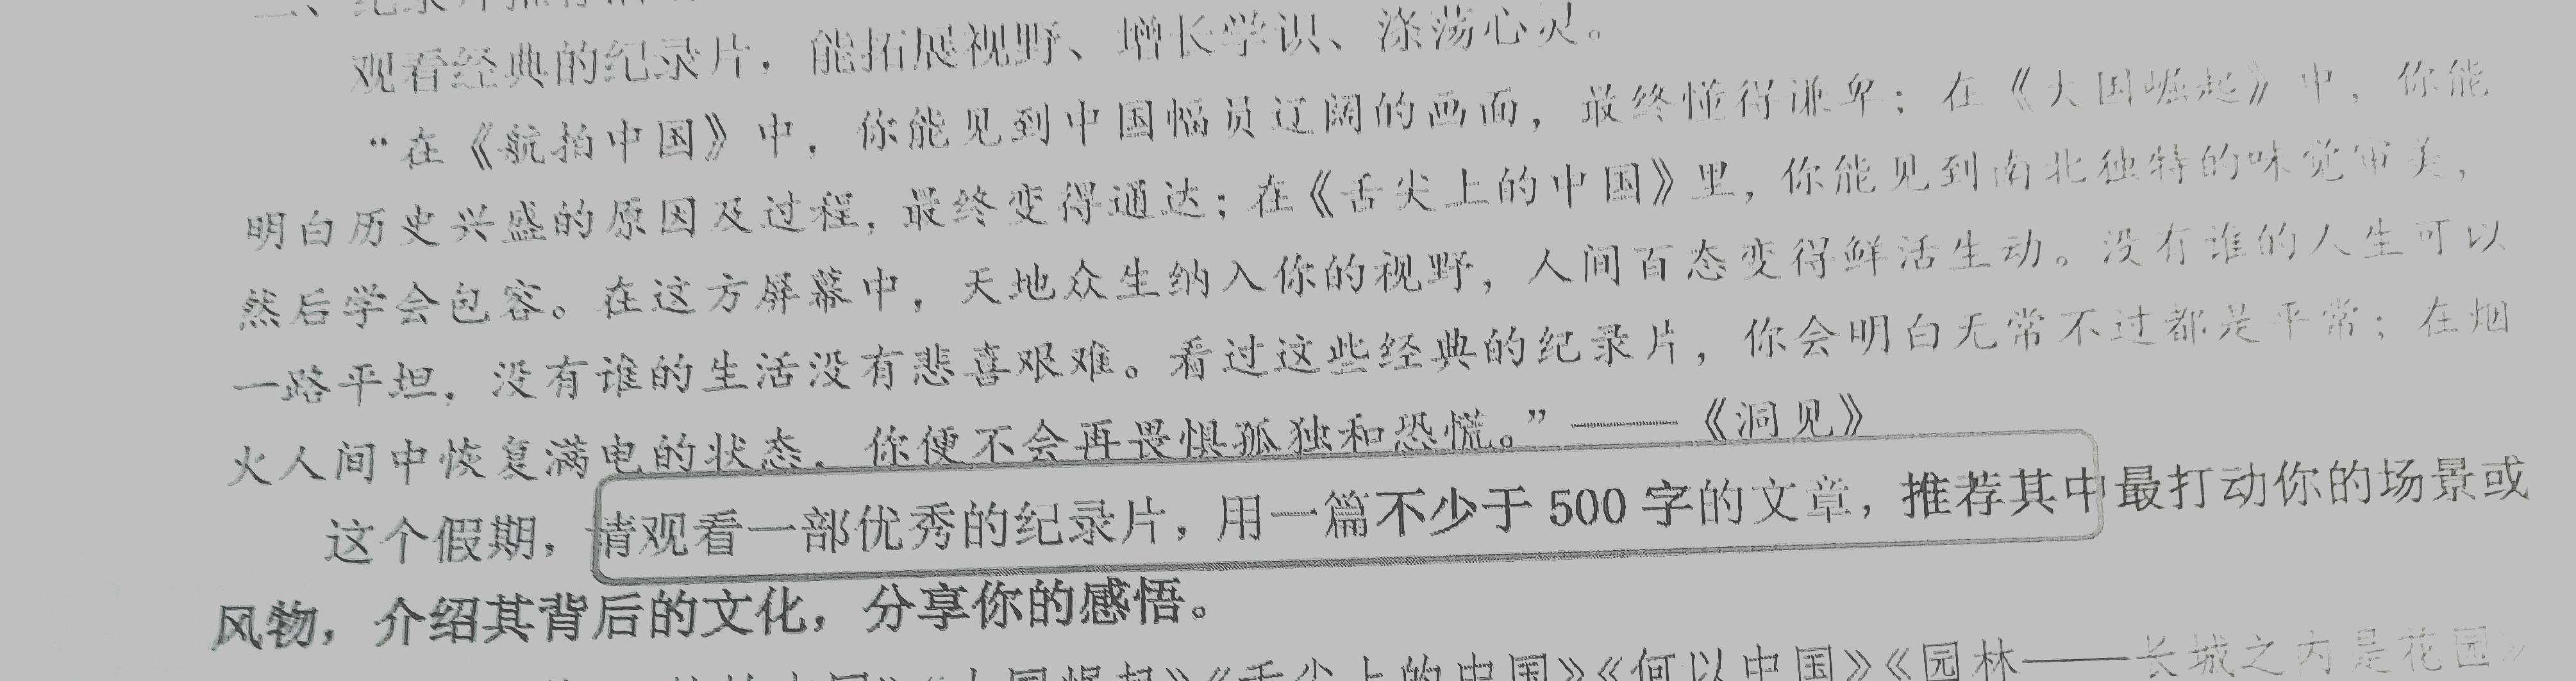 二、纪录片推荐活动
观看经典的纪录片，能拓展视野、增长学识、涤荡心灵。
“在《航拍中国》中，你能见到中国幅员辽阔的画面，最终懂得谦卑；在《大国崛起》中，你能
明白历史兴盛的原因及过程，最终变得通达；在《舌尖上的中国》里，你能见到南北独特的味觉审美，
然后学会包容。在这方屏幕中，天地众生纳入你的视野，人间百态变得鲜活生动。没有谁的人生可以
一路平坦，没有谁的生活没有悲喜艰难。看过这些经典的纪录片，你会明白无常不过都是平常；在烟
火人间中恢复满电的状态，你便不会再畏惧孤独和恐慌。”——《洞见》
这个假期，请观看一部优秀的纪录片，用一篇不少于 500 字的文章，推荐其中最打动你的场景或
风物，介绍其背后的文化，分享你的感悟。
中国》《大国崛起》《舌尖上的中国》《何以中国》《园林——长城之内是花园》